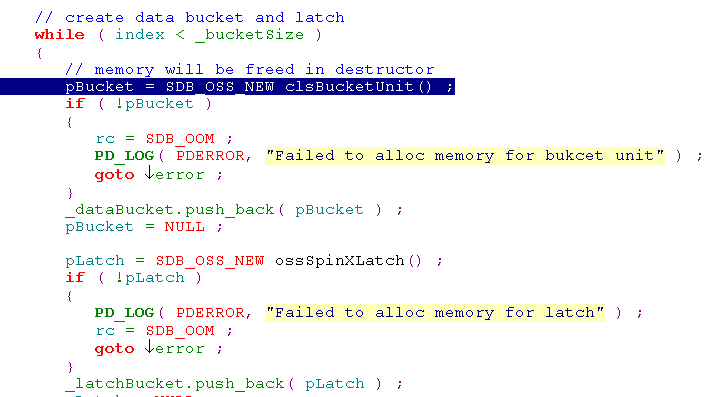 // create data bucket and latch
while ( index < _bucketSize )
{
// memory will be freed in destructor
pBucket = SDB_OSS_NEW clsBucketUnit() ;
if ( !pBucket )
{
rc = SDB_OOM ;
PD_LOG( PDERROR, "Failed to alloc memory for bukcet unit" ) ;
goto ↓error ;
}
_dataBucket.push_back( pBucket ) ;
pBucket = NULL ;
pLatch = SDB_OSS_NEW ossSpinXLatch() ;
if ( !pLatch )
{
PD_LOG( PDERROR, "Failed to alloc memory for latch" ) ;
rc = SDB_OOM ;
goto ↓error ;
}
_latchBucket.push_back( pLatch ) ;